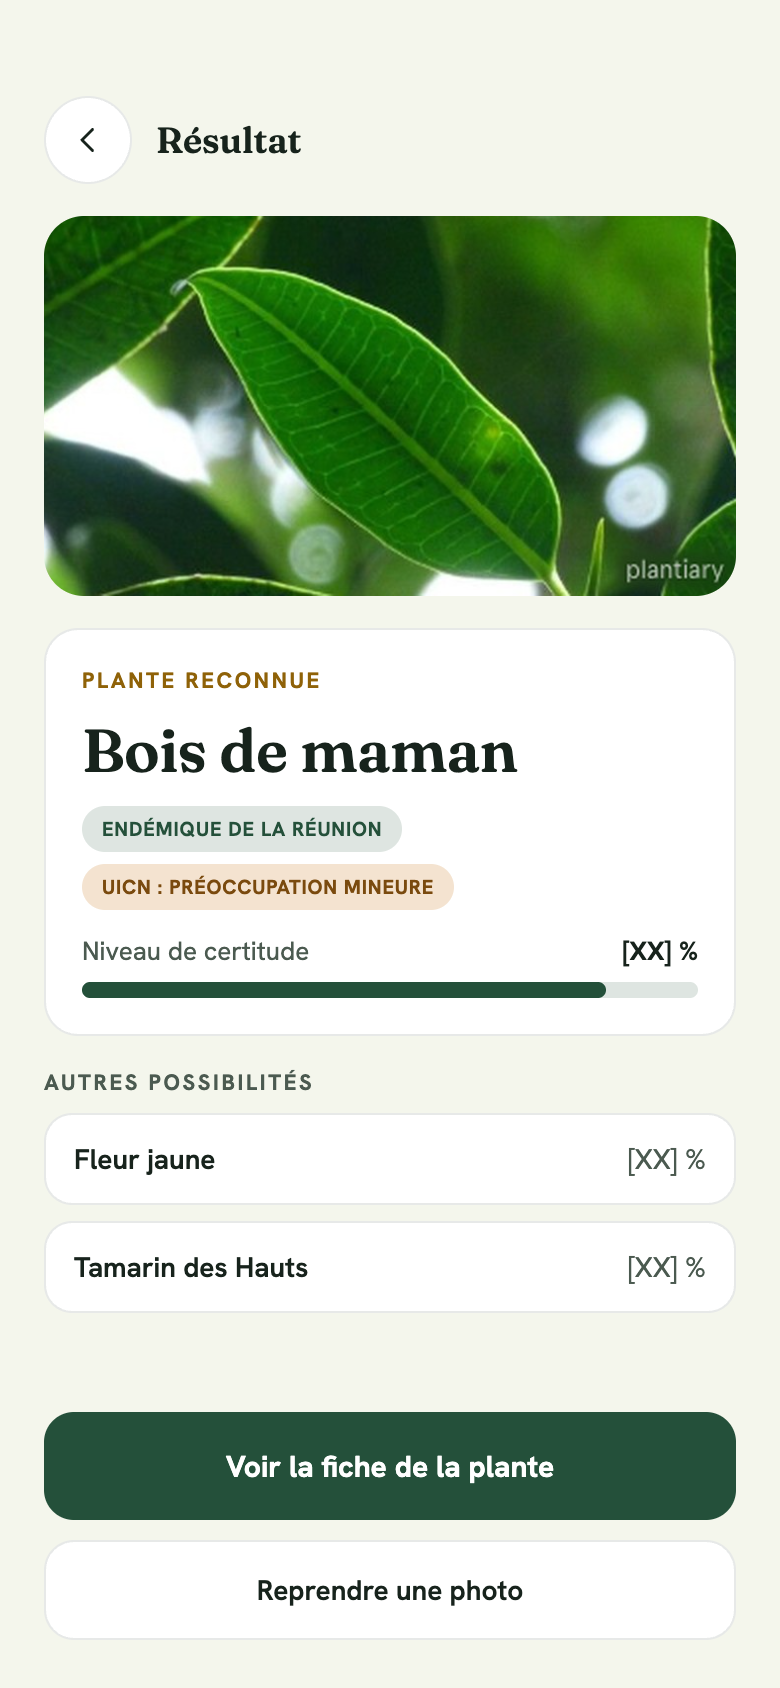 Résultat
plantiary
PLANTE RECONNUE
Bois de maman
ENDÉMIQUE DE LA RÉUNION
UICN : PRÉOCCUPATION MINEURE
Niveau de certitude [XX] %
AUTRES POSSIBILITÉS
Fleur jaune [XX] %
Tamarin des Hauts [XX] %
Voir la fiche de la plante
Reprendre une photo